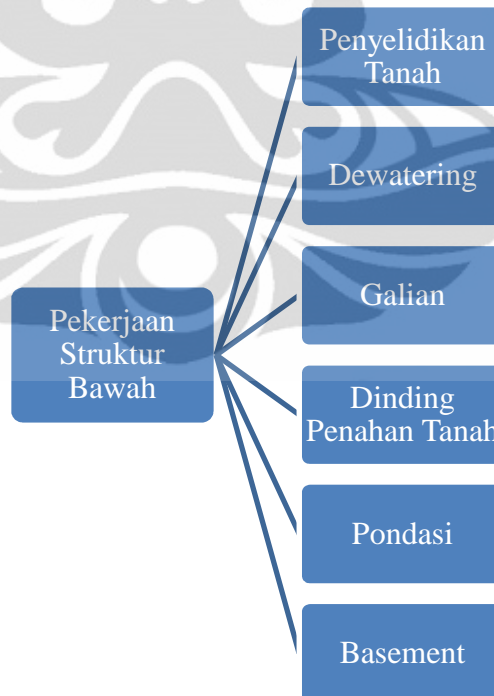 Penyelidikan
Tanah
Dewatering
Galian
Pekerjaan
Struktur
Bawah
Dinding
Penahan Tanah
Pondasi
Basement